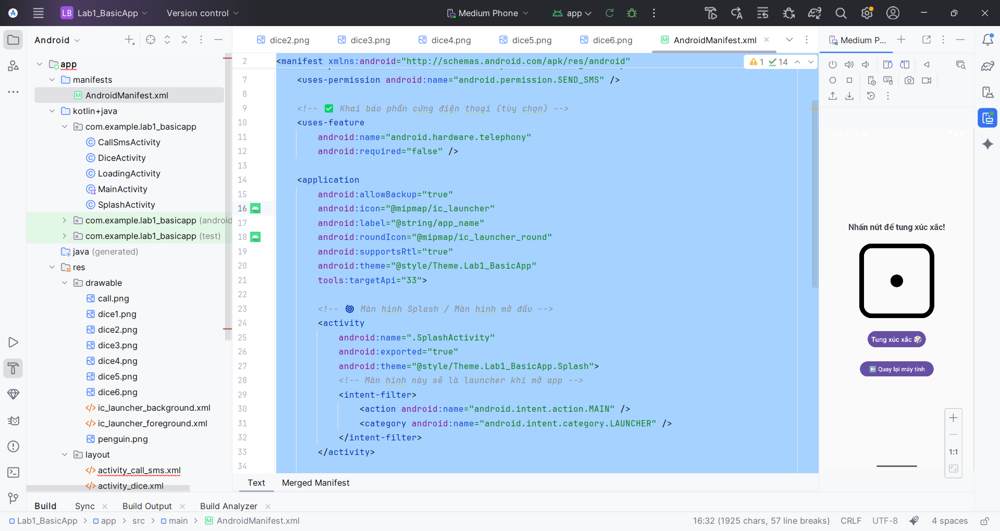 LB Lab1_BasicApp
Version control
Medium Phone
app
Android
dice2.png
dice3.png
dice4.png
dice5.png
dice6.png
AndroidManifest.xml
Medium P...
app
manifests
AndroidManifest.xml
kotlin+java
com.example.lab1_basicapp
CallSmsActivity
DiceActivity
LoadingActivity
MainActivity
SplashActivity
com.example.lab1_basicapp (android
com.example.lab1_basicapp (test)
java (generated)
res
drawable
call.png
dice1.png
dice2.png
dice3.png
dice4.png
dice5.png
dice6.png
ic_launcher_background.xml
ic_launcher_foreground.xml
penguin.png
layout
activity_call_sms.xml
activity_dice.xml
2 <manifest xmlns:android="http://schemas.android.com/apk/res/android"
1 14
7 <uses-permission android:name="android.permission.SEND_SMS" />
8
9 <!-- ✅ Khai báo phần cứng điện thoại (tùy chọn) -->
10 <uses-feature
11 android:name="android.hardware.telephony"
12 android:required="false" />
13
14 <application
15 android:allowBackup="true"
16 android:icon="@mipmap/ic_launcher"
17 android:label="@string/app_name"
18 android:roundIcon="@mipmap/ic_launcher_round"
19 android:supportsRtl="true"
20 android:theme="@style/Theme.Lab1_BasicApp"
21 tools:targetApi="33">
22
23 <!-- 🌀 Màn hình Splash / Màn hình mở đầu -->
24 <activity
25 android:name=".SplashActivity"
26 android:exported="true"
27 android:theme="@style/Theme.Lab1_BasicApp.Splash">
28 <!-- Màn hình này sẽ là launcher khi mở app -->
29 <intent-filter>
30 <action android:name="android.intent.action.MAIN" />
31 <category android:name="android.intent.category.LAUNCHER" />
32 </intent-filter>
33 </activity>
34
Text
Merged Manifest
Nhấn nút để tung xúc xắc!
Tung xúc xắc 🎲
⬅ Quay lại máy tính
1:1
Build
Sync
Build Output
Build Analyzer
Lab1_BasicApp > app > src > main > AndroidManifest.xml
16:32 (1925 chars, 57 line breaks)
CRLF
UTF-8
4 spaces